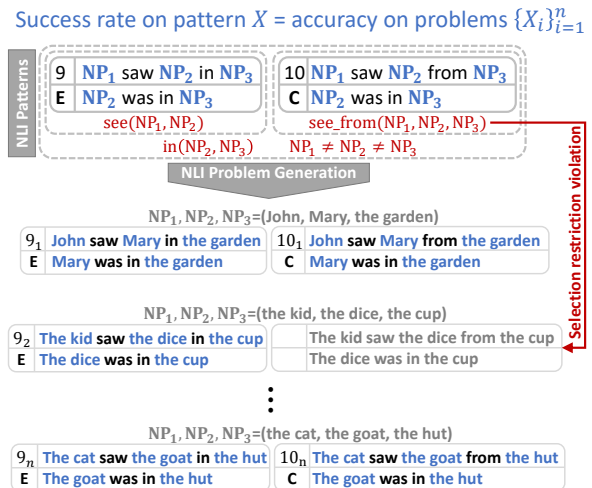 Success rate on pattern X = accuracy on problems {Xᵢ}ⁿᵢ₌₁
NLI Patterns
9 NP₁ saw NP₂ in NP₃
E NP₂ was in NP₃
10 NP₁ saw NP₂ from NP₃
C NP₂ was in NP₃
see(NP₁, NP₂)
see_from(NP₁, NP₂, NP₃)
in(NP₂, NP₃) NP₁ ≠ NP₂ ≠ NP₃
NLI Problem Generation
Selection restriction violation
NP₁, NP₂, NP₃=(John, Mary, the garden)
9₁ John saw Mary in the garden
E Mary was in the garden
10₁ John saw Mary from the garden
C Mary was in the garden
NP₁, NP₂, NP₃=(the kid, the dice, the cup)
9₂ The kid saw the dice in the cup
E The dice was in the cup
The kid saw the dice from the cup
The dice was in the cup
⋮
NP₁, NP₂, NP₃=(the cat, the goat, the hut)
9ₙ The cat saw the goat in the hut
E The goat was in the hut
10ₙ The cat saw the goat from the hut
C The goat was in the hut